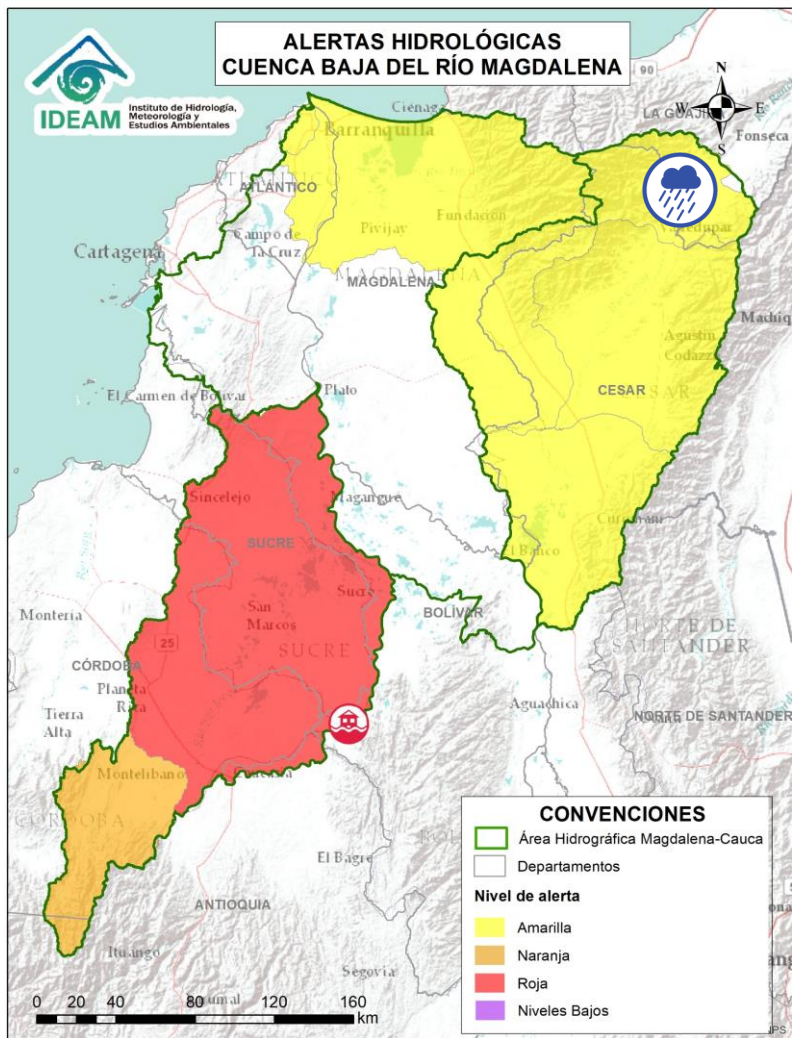 ALERTAS HIDROLÓGICAS
CUENCA BAJA DEL RÍO MAGDALENA
IDEAM
Instituto de Hidrología,
Meteorología y
Estudios Ambientales
90
N
W
E
S
Ciénaga
LA GUAJI
Fonseca
Barranquilla
ATLÁNTICO
Valledupar
Pivijay
Fundación
Cartagena
Campo de
la Cruz
MAGDALENA
Machiq
Agustín
Codazzi
CESAR
El Carmen de Bolívar
Plato
Sincelejo
Magangué
SUCRE
El Banco
Sucre
BOLÍVAR
San
Marcos
SUCRE
Montería
25
CÓRDOBA
Planeta
Rica
Tierra
Alta
NORTE DE
SANTANDER
Aguachica
NORTE DE SANTANDER
Montelíbano
Caucasia
CÓRDOBA
El Bagre
ANTIOQUIA
Ituango
Segovia
CONVENCIONES
Área Hidrográfica Magdalena-Cauca
Departamentos
Nivel de alerta
Amarilla
Naranja
Roja
Niveles Bajos
0 20 40 80 120 160
km